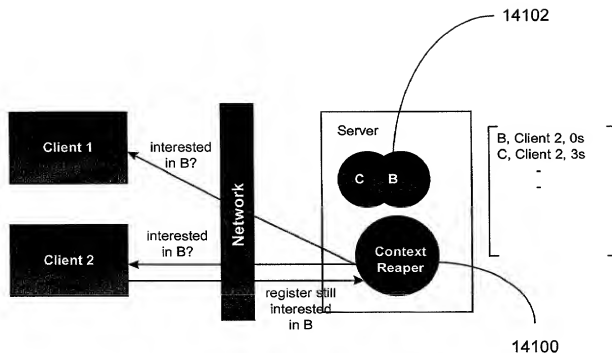 14102
Client 1
interested
in B?
Network
Server
C
B
B, Client 2, 0s
C, Client 2, 3s
-
-
Client 2
interested
in B?
Context
Reaper
register still
interested
in B
14100